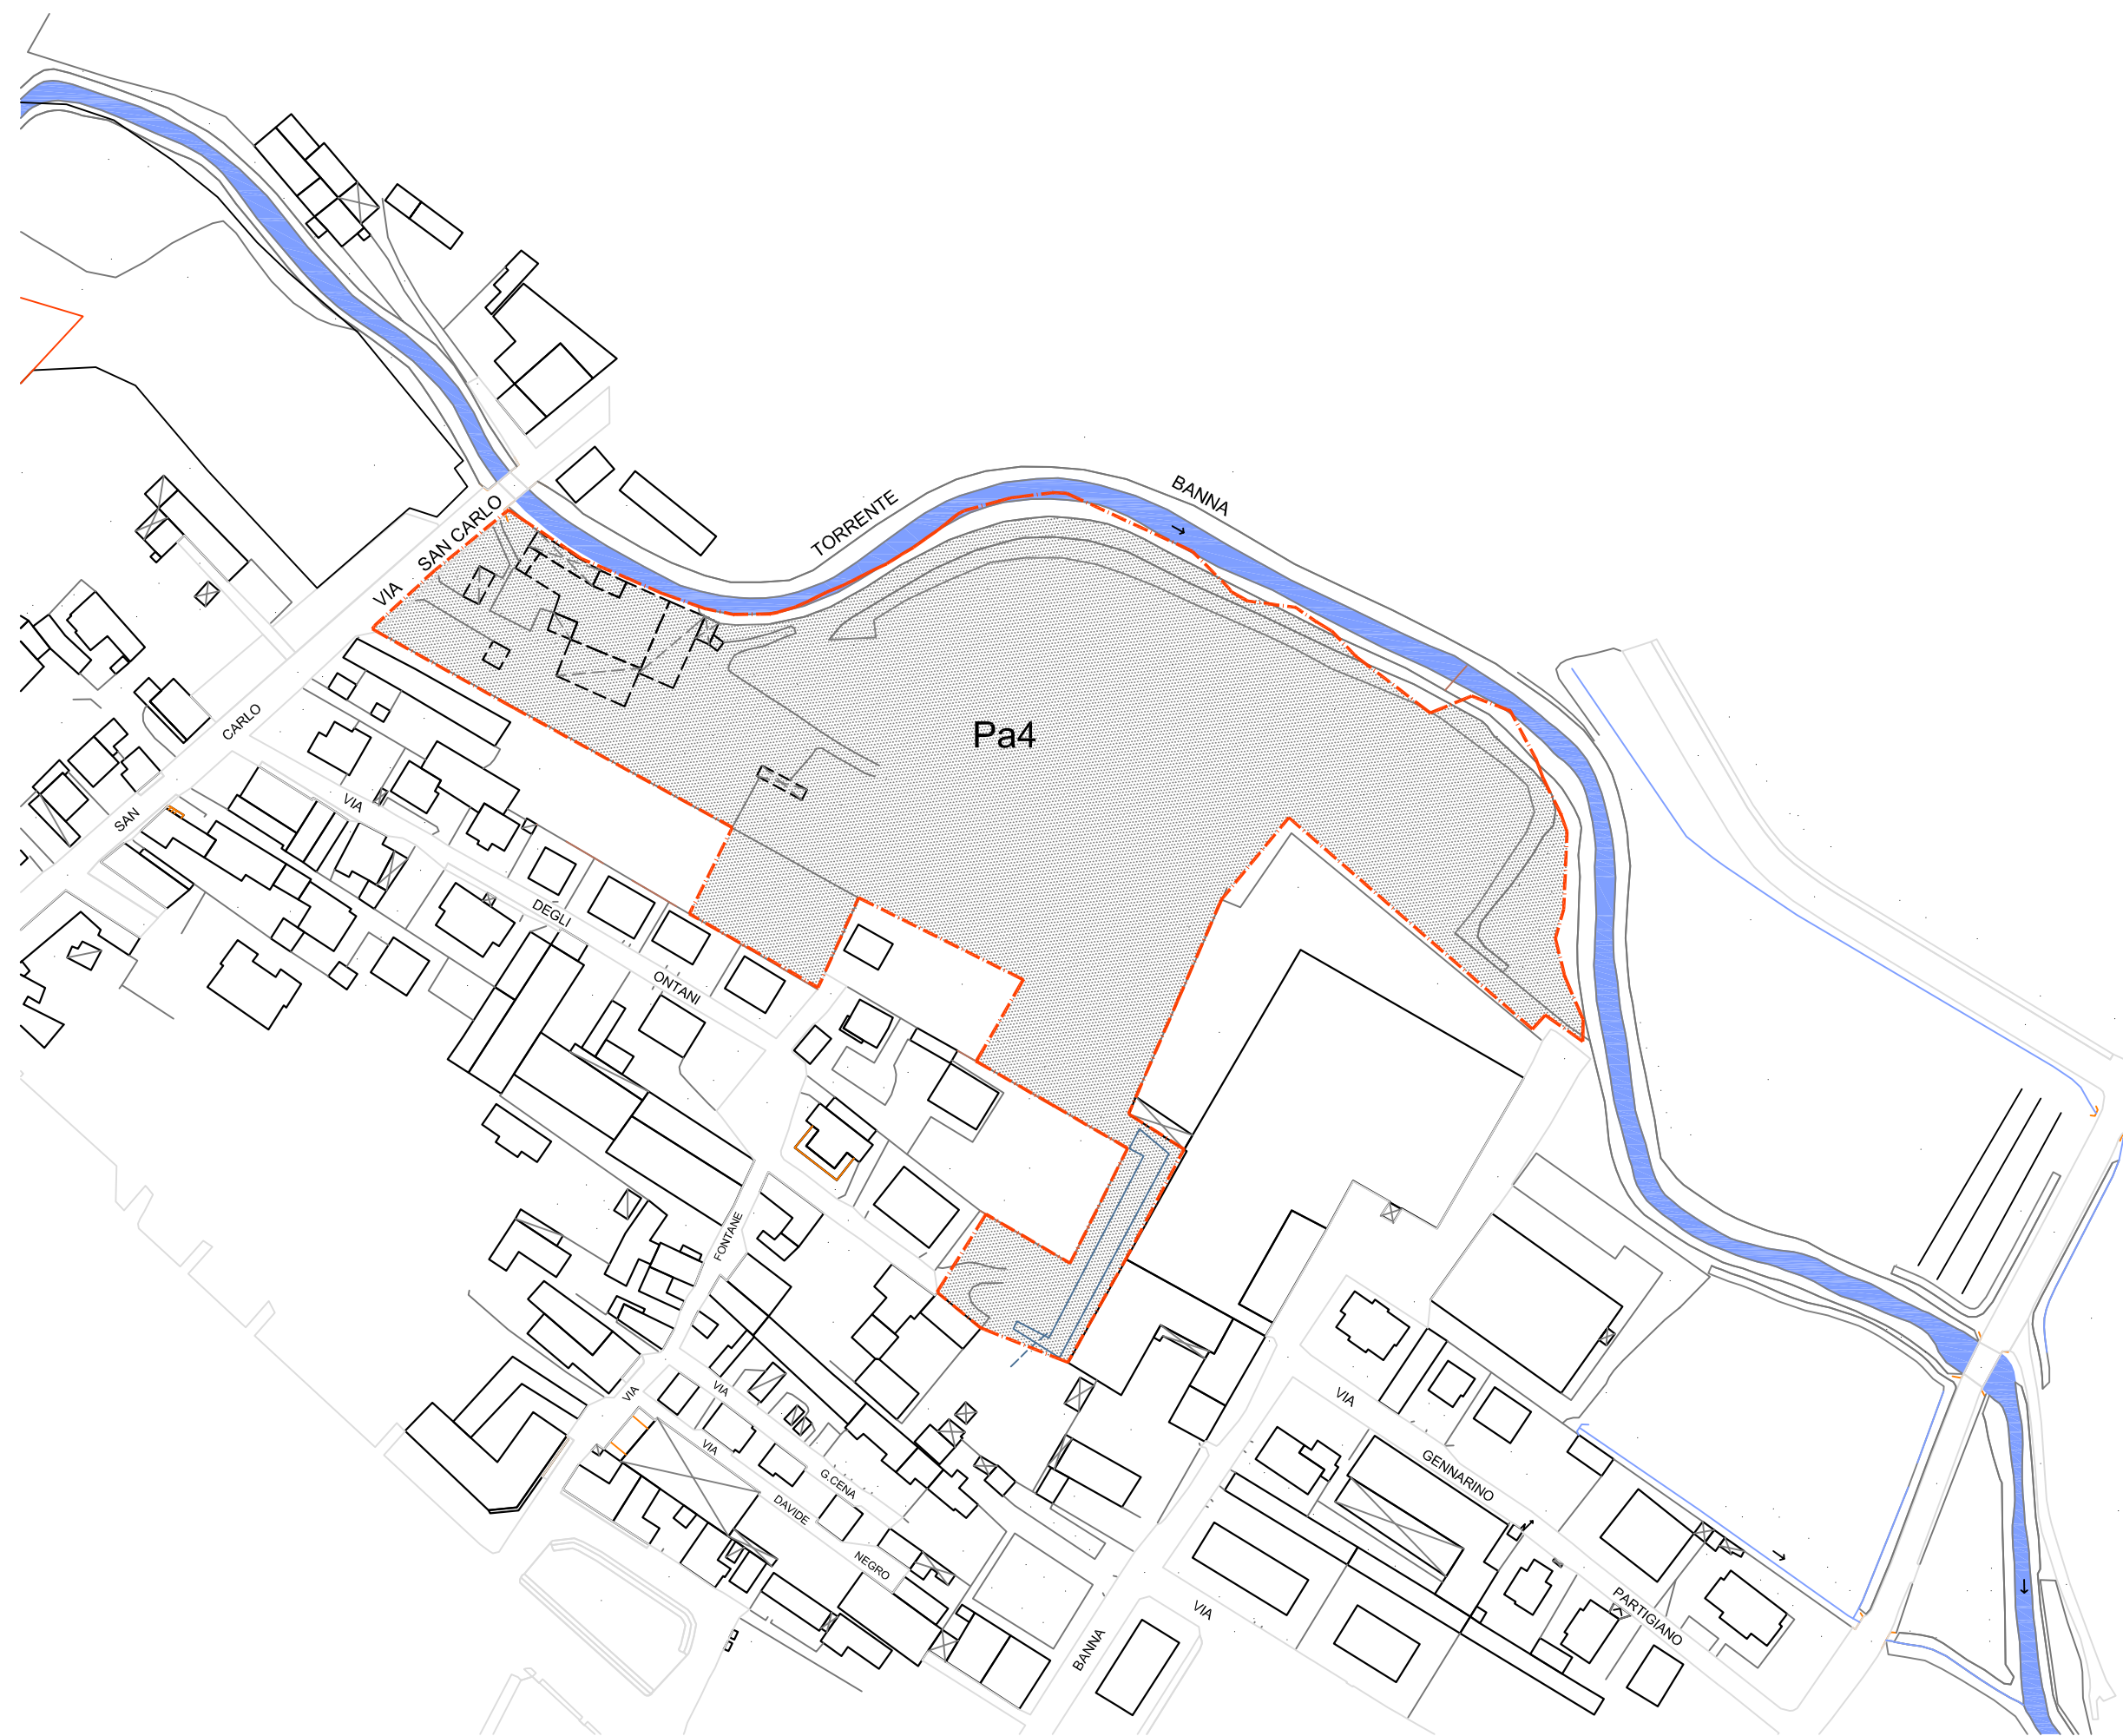 TORRENTE
BANNA
VIA
SAN CARLO
CARLO
SAN
Pa4
VIA
DEGLI
ONTANI
FONTANE
VIA
VIA
G.CENA
VIA
DAVIDE
NEGRO
VIA
GENNARINO
PARTIGIANO
VIA
BANNA